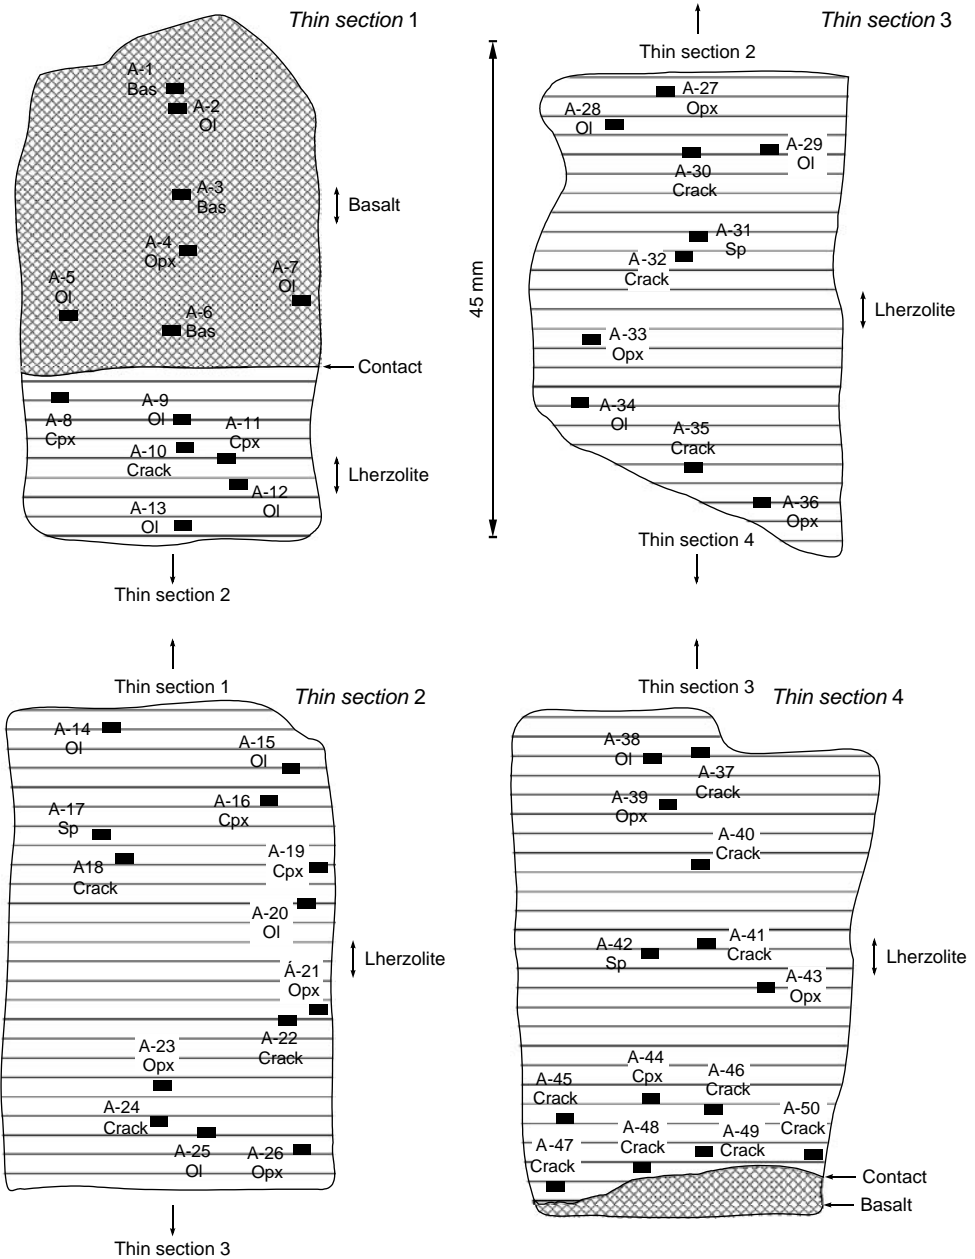 Thin section 1
A-1
Bas
A-2
Ol
A-3
Bas
A-4
Opx
A-5
Ol
A-7
Ol
A-6
Bas
Basalt
Contact
A-8
Cpx
A-9
Ol
A-10
Crack
A-11
Cpx
A-12
Ol
A-13
Ol
Lherzolite
Thin section 2
Thin section 3
Thin section 2
45 mm
A-27
Opx
A-28
Ol
A-29
Ol
A-30
Crack
A-31
Sp
A-32
Crack
A-33
Opx
A-34
Ol
A-35
Crack
A-36
Opx
Lherzolite
Thin section 4
Thin section 1
Thin section 2
A-14
Ol
A-15
Ol
A-16
Cpx
A-17
Sp
A18
Crack
A-19
Cpx
A-20
Ol
Á-21
Opx
A-22
Crack
A-23
Opx
A-24
Crack
A-25
Ol
A-26
Opx
Lherzolite
Thin section 3
Thin section 3
Thin section 4
A-38
Ol
A-37
Crack
A-39
Opx
A-40
Crack
A-41
Crack
A-42
Sp
A-43
Opx
A-44
Cpx
A-45
Crack
A-46
Crack
A-47
Crack
A-48
Crack
A-49
Crack
A-50
Crack
Lherzolite
Contact
Basalt